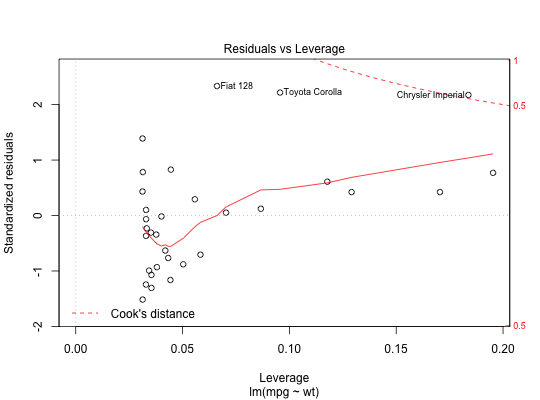 Residuals vs Leverage
1
Fiat 128
Toyota Corolla
Chrysler Imperial
0.5
2
1
0
-1
-2
Standardized residuals
Cook's distance
0.5
0.00
0.05
0.10
0.15
0.20
Leverage
lm(mpg ~ wt)